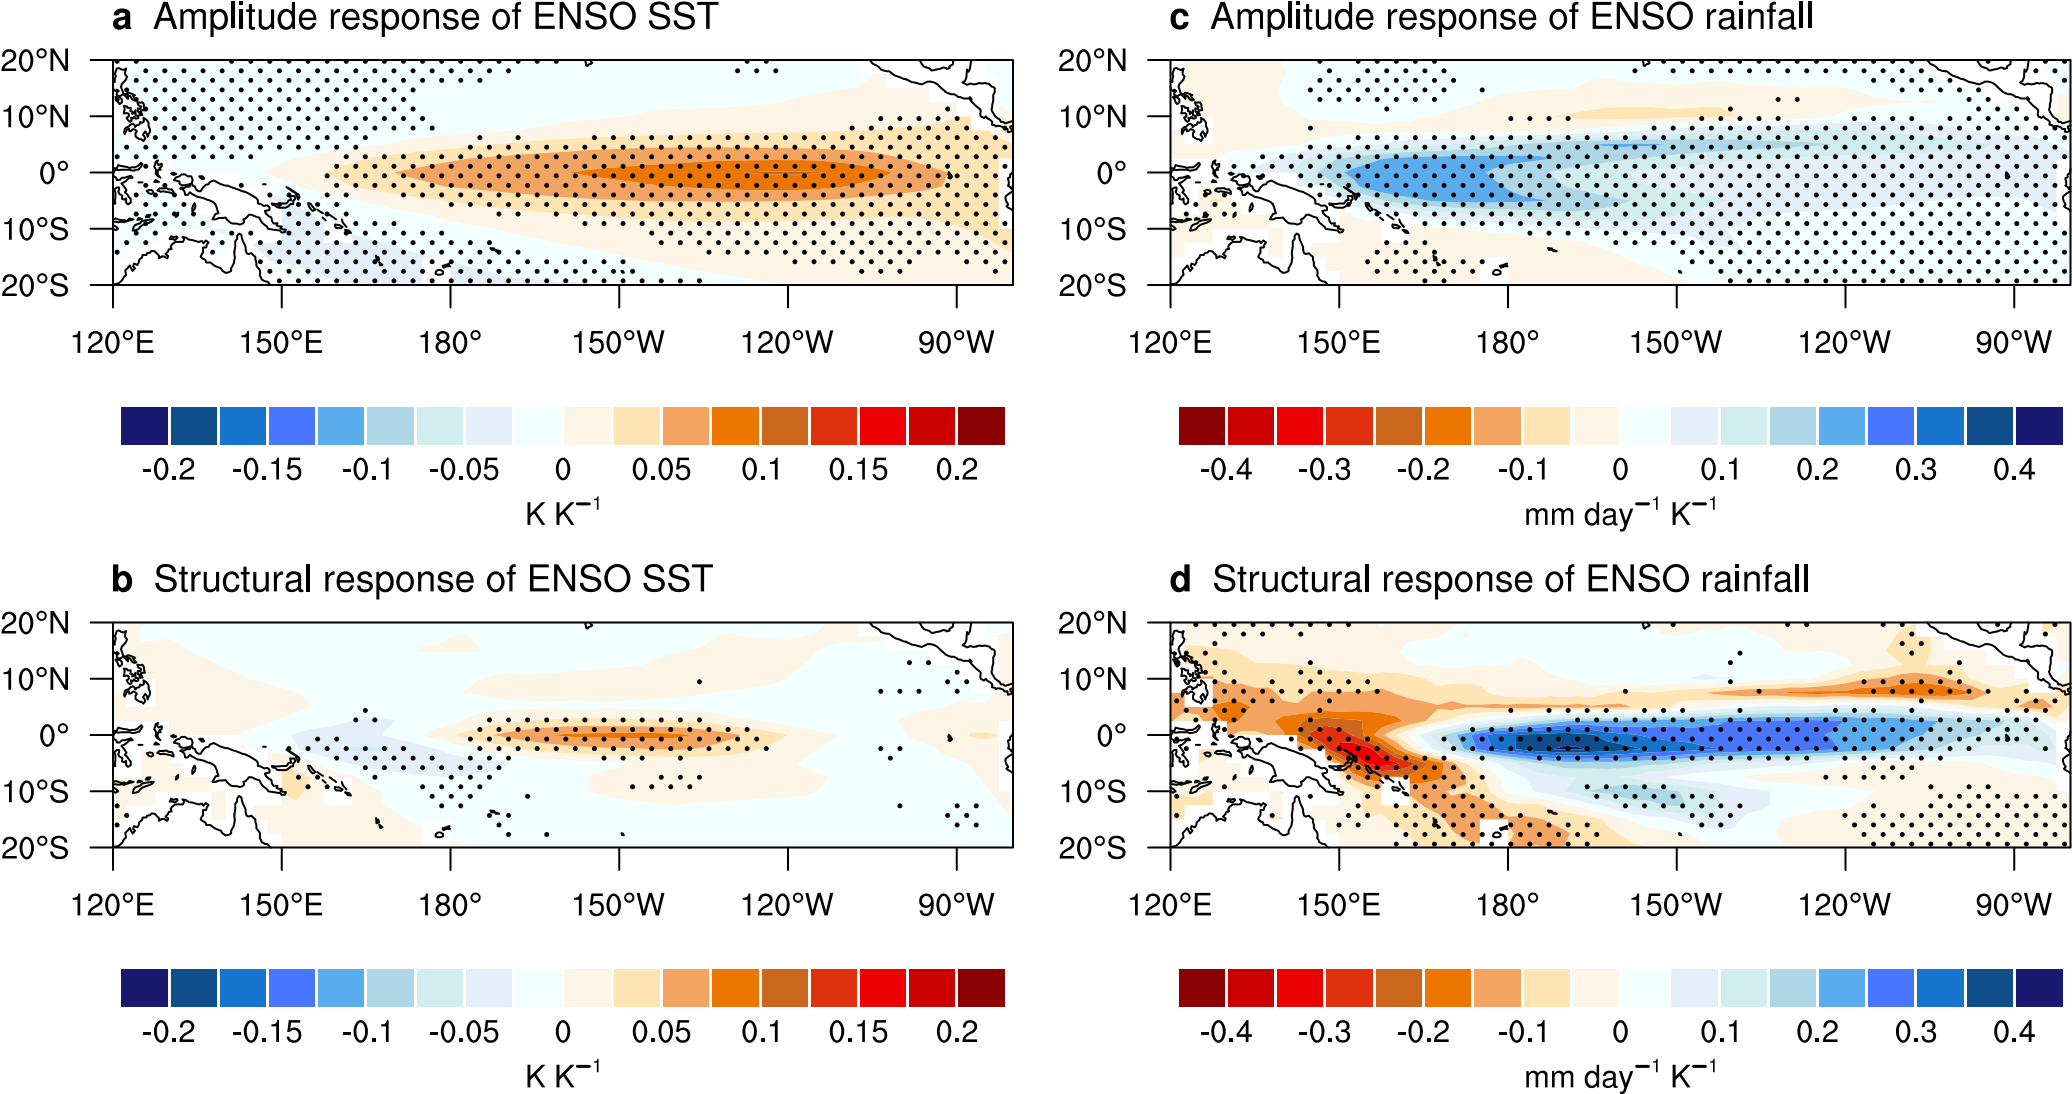 a Amplitude response of ENSO SST
20°N
10°N
0°
10°S
20°S
120°E 150°E 180° 150°W 120°W 90°W
-0.2 -0.15 -0.1 -0.05 0 0.05 0.1 0.15 0.2
K K⁻¹
b Structural response of ENSO SST
20°N
10°N
0°
10°S
20°S
120°E 150°E 180° 150°W 120°W 90°W
-0.2 -0.15 -0.1 -0.05 0 0.05 0.1 0.15 0.2
K K⁻¹
c Amplitude response of ENSO rainfall
20°N
10°N
0°
10°S
20°S
120°E 150°E 180° 150°W 120°W 90°W
-0.4 -0.3 -0.2 -0.1 0 0.1 0.2 0.3 0.4
mm day⁻¹ K⁻¹
d Structural response of ENSO rainfall
20°N
10°N
0°
10°S
20°S
120°E 150°E 180° 150°W 120°W 90°W
-0.4 -0.3 -0.2 -0.1 0 0.1 0.2 0.3 0.4
mm day⁻¹ K⁻¹